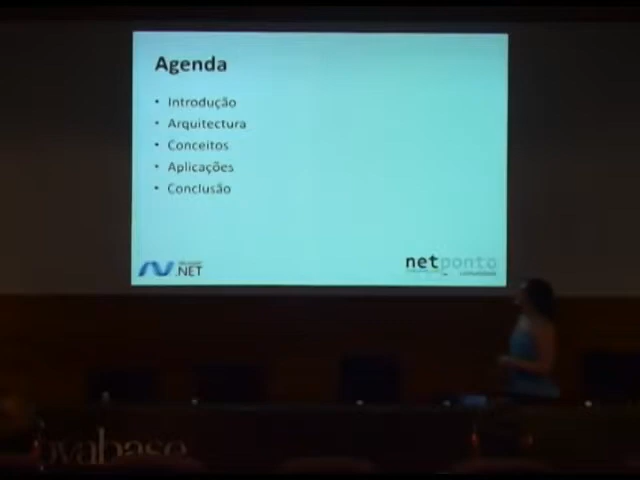 Agenda
• Introdução
• Arquitectura
• Conceitos
• Aplicações
• Conclusão
.NET
netponto